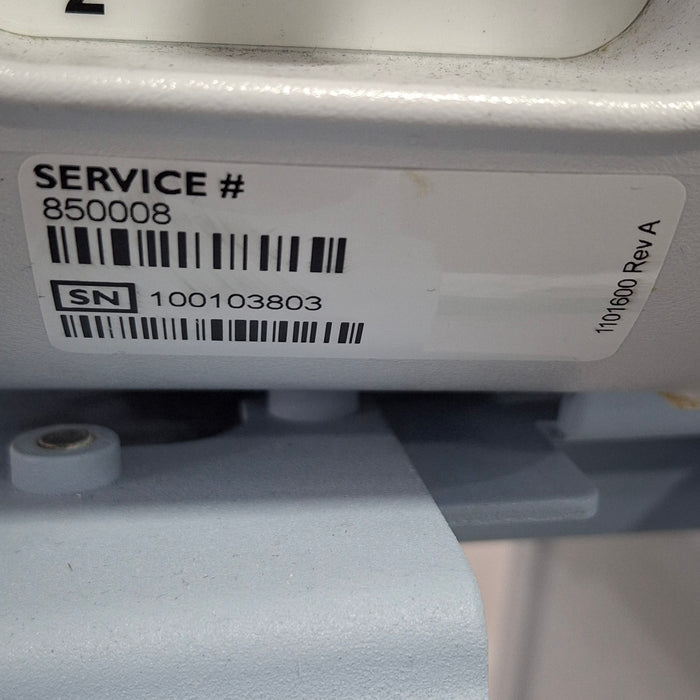 SERVICE #
850008
SN 100103803
1101600 Rev A